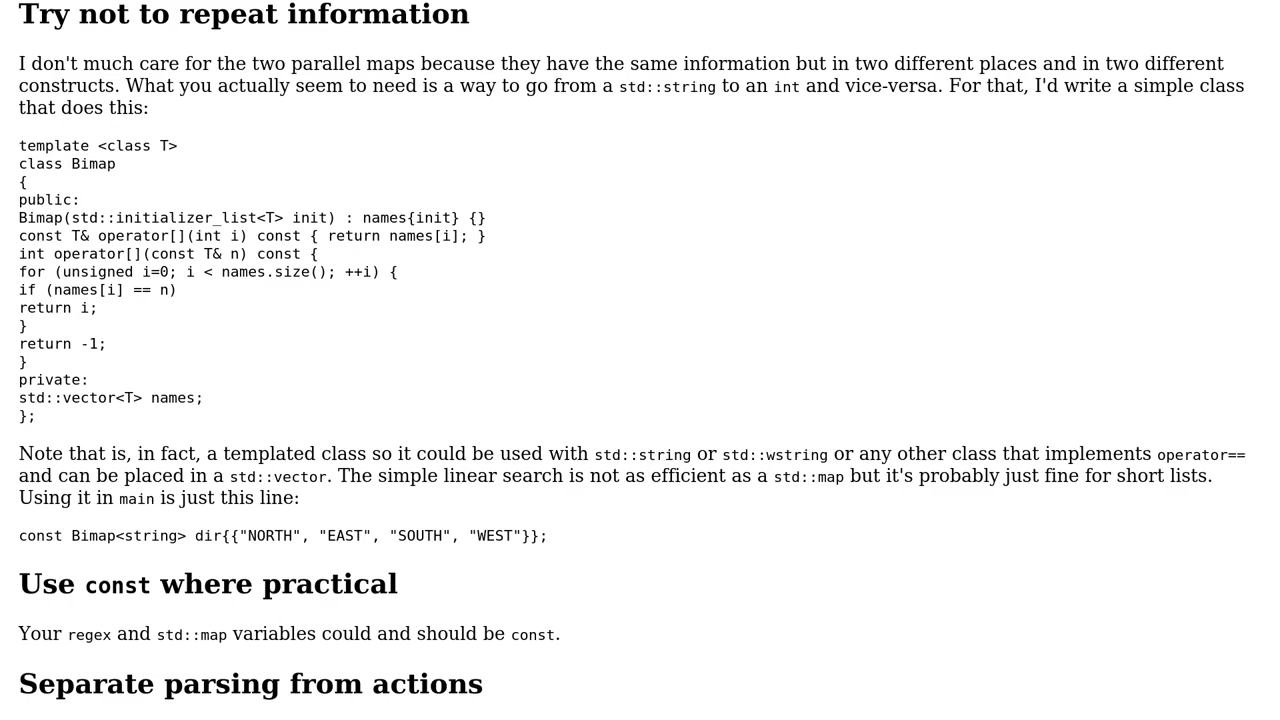 Try not to repeat information
I don't much care for the two parallel maps because they have the same information but in two different places and in two different
constructs. What you actually seem to need is a way to go from a std::string to an int and vice-versa. For that, I'd write a simple class
that does this:
template <class T>
class Bimap
{
public:
Bimap(std::initializer_list<T> init) : names{init} {}
const T& operator[](int i) const { return names[i]; }
int operator[](const T& n) const {
for (unsigned i=0; i < names.size(); ++i) {
if (names[i] == n)
return i;
}
return -1;
}
private:
std::vector<T> names;
};
Note that is, in fact, a templated class so it could be used with std::string or std::wstring or any other class that implements operator==
and can be placed in a std::vector. The simple linear search is not as efficient as a std::map but it's probably just fine for short lists.
Using it in main is just this line:
const Bimap<string> dir{{"NORTH", "EAST", "SOUTH", "WEST"}};
Use const where practical
Your regex and std::map variables could and should be const.
Separate parsing from actions